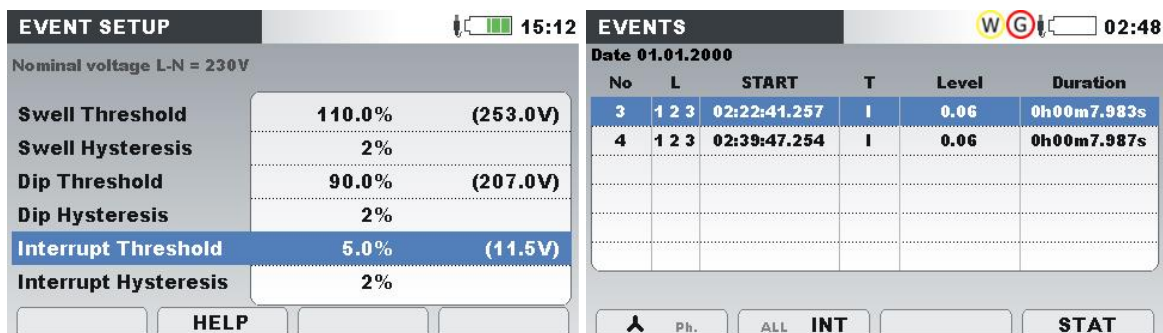 EVENT SETUP 15:12
Nominal voltage L-N = 230V
Swell Threshold 110.0% (253.0V)
Swell Hysteresis 2%
Dip Threshold 90.0% (207.0V)
Dip Hysteresis 2%
Interrupt Threshold 5.0% (11.5V)
Interrupt Hysteresis 2%
HELP
EVENTS W G 02:48
Date 01.01.2000
No L START T Level Duration
3 1 2 3 02:22:41.257 I 0.06 0h00m7.983s
4 1 2 3 02:39:47.254 I 0.06 0h00m7.987s
Ph. ALL INT STAT